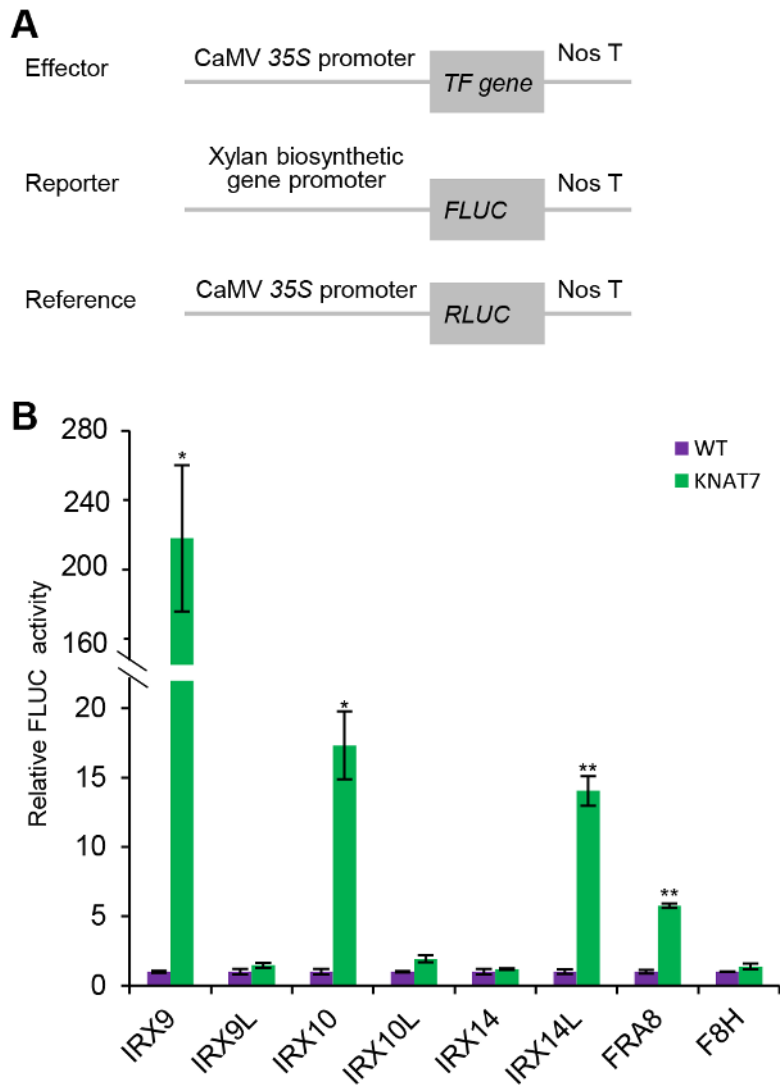 A
Effector
CaMV 35S promoter
TF gene
Nos T
Reporter
Xylan biosynthetic
gene promoter
FLUC
Nos T
Reference
CaMV 35S promoter
RLUC
Nos T
B
Relative FLUC activity
280
240
200
160
20
15
10
5
0
*
*
**
**
WT
KNAT7
IRX9
IRX9L
IRX10
IRX10L
IRX14
IRX14L
FRA8
F8H